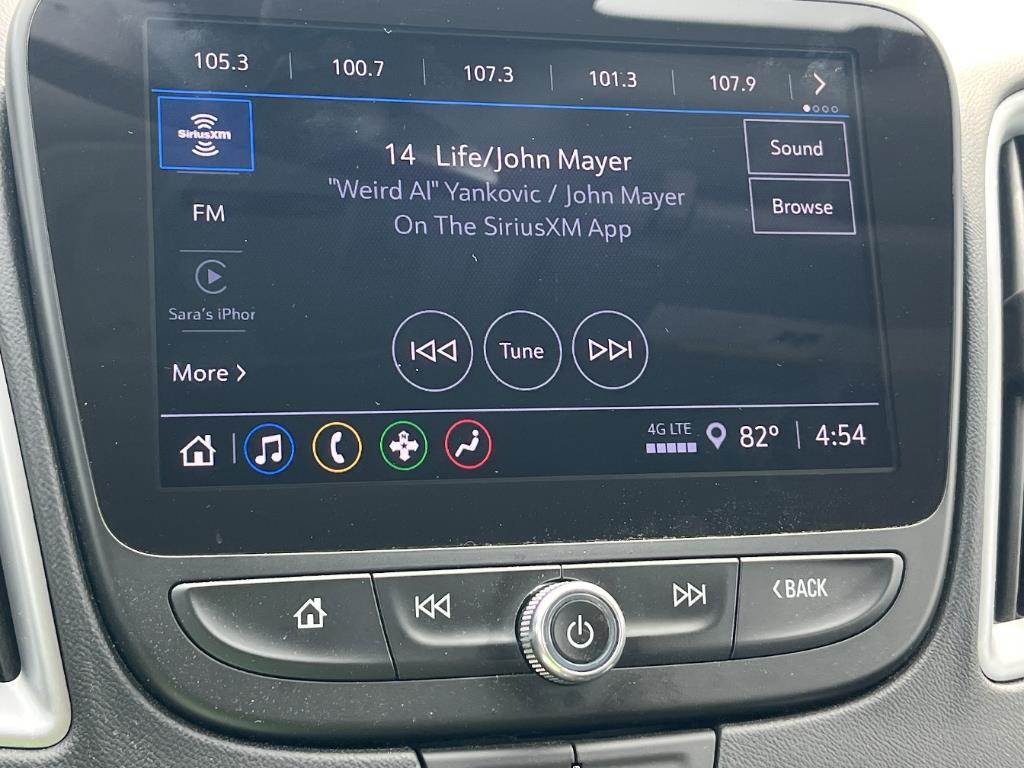 105.3 100.7 107.3 101.3 107.9
SiriusXM
14 Life/John Mayer
Sound
"Weird Al" Yankovic / John Mayer
Browse
FM
On The SiriusXM App
Sara's iPhor
Tune
More
4G LTE
82° 4:54
BACK